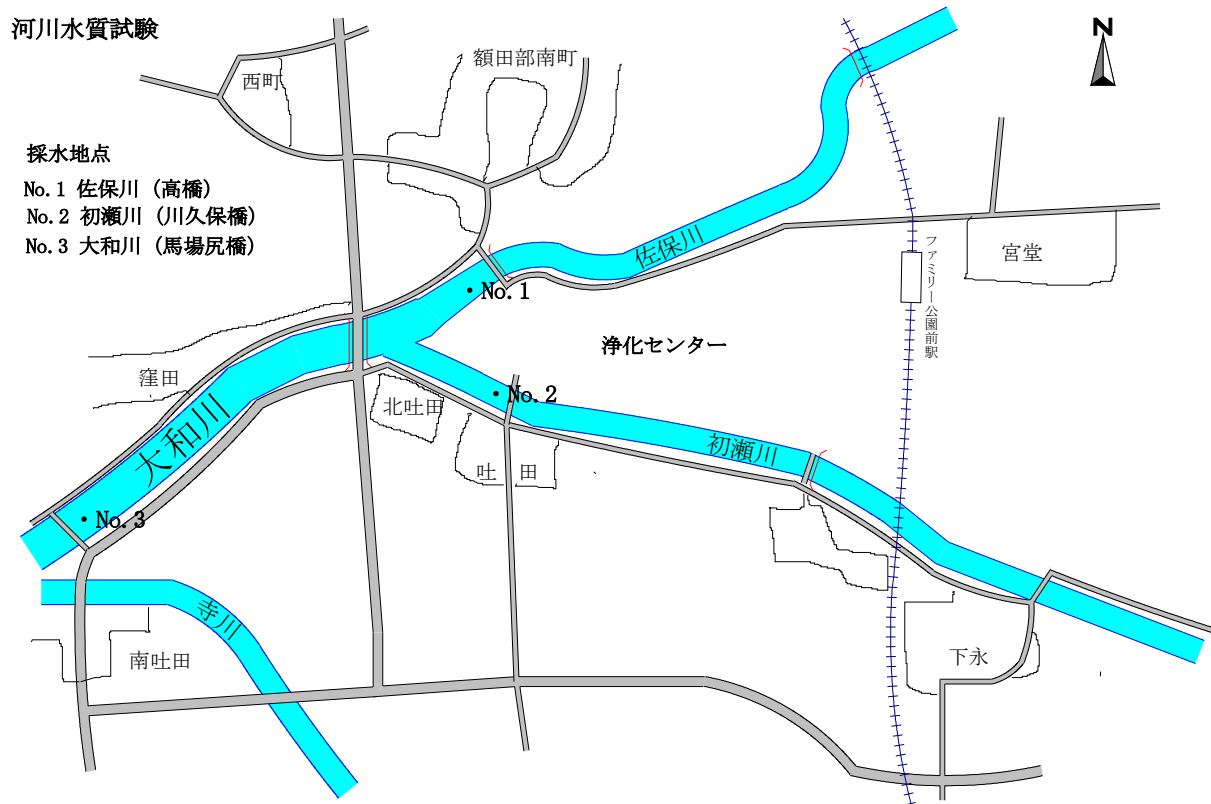 河川水質試験
N
額田部南町
西町
採水地点
No.1 佐保川（高橋）
No.2 初瀬川（川久保橋）
No.3 大和川（馬場尻橋）
佐保川
宮堂
ファミリー公園前駅
No.1
浄化センター
窪田
No.2
北吐田
大和川
初瀬川
吐 田
No.3
寺川
南吐田
下永